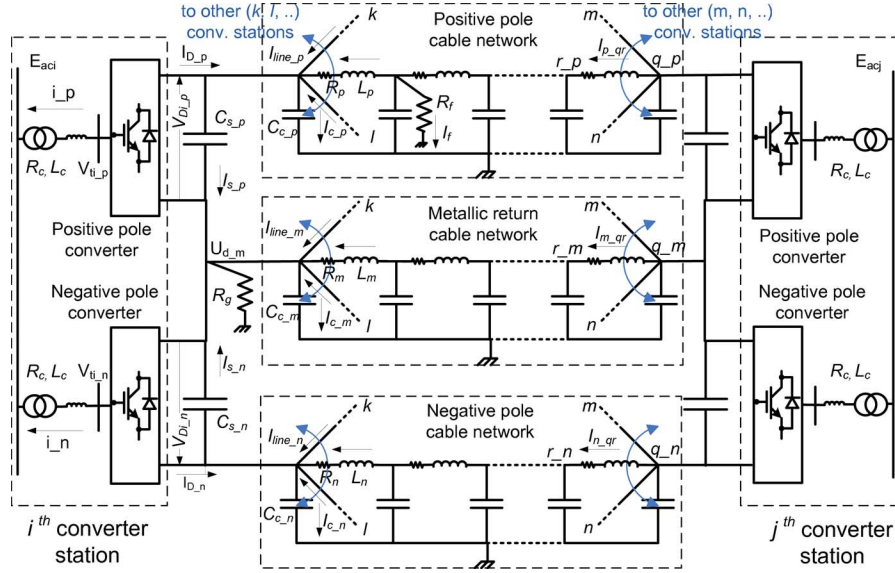 to other (k, l, ..)
conv. stations
Positive pole
cable network
to other (m, n, ..)
conv. stations
k
m
I_D_p
I_line_p
I_p_qr
r_p
q_p
E_aci
E_acj
i_p
V_Di_p
R_p
L_p
R_f
I_f
C_s_p
C_c_p
I_c_p
l
n
R_c, L_c
V_ti_p
I_s_p
R_c, L_c
Positive pole
converter
Metallic return
cable network
k
m
I_line_m
I_m_qr
r_m
q_m
U_d_m
R_m
L_m
Positive pole
converter
Negative pole
converter
R_g
C_c_m
I_c_m
l
n
Negative pole
converter
R_c, L_c
V_ti_n
I_s_n
R_c, L_c
Negative pole
cable network
k
m
i_n
V_Di_n
C_s_n
I_line_n
I_n_qr
r_n
q_n
R_n
L_n
I_D_n
C_c_n
I_c_n
l
n
i th converter
station
j th converter
station